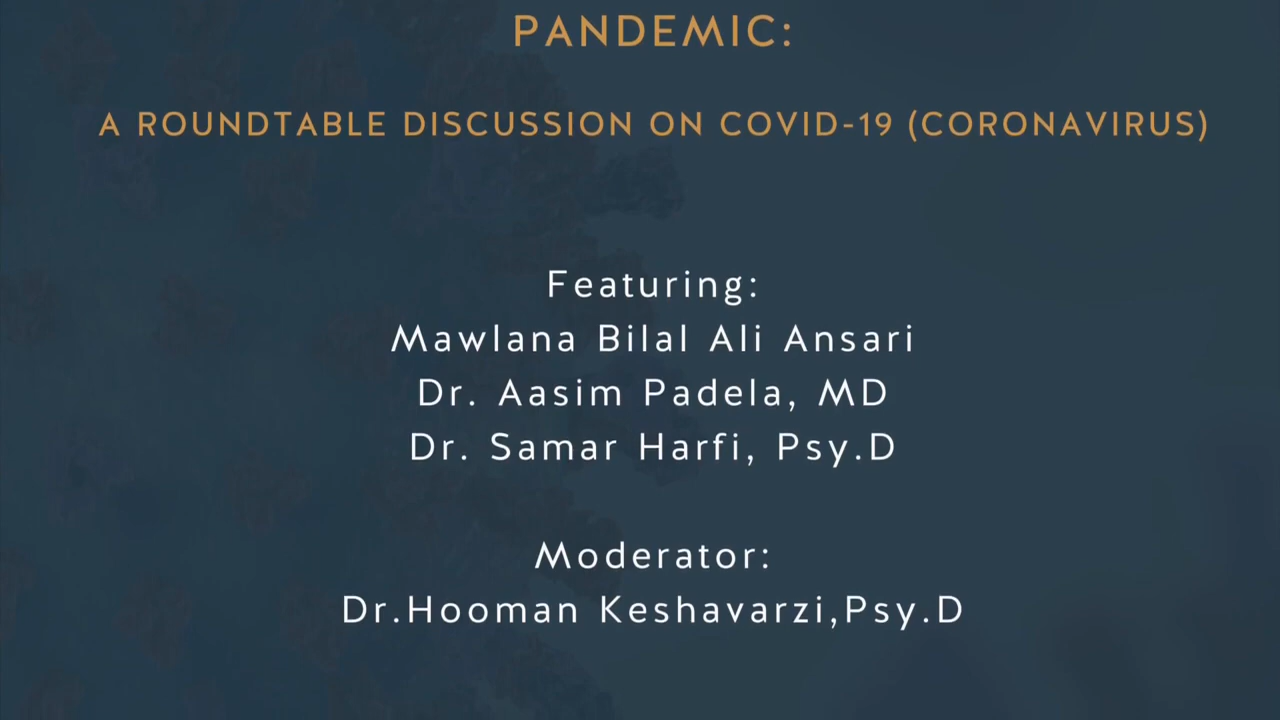 PANDEMIC:
A ROUNDTABLE DISCUSSION ON COVID-19 (CORONAVIRUS)
Featuring:
Mawlana Bilal Ali Ansari
Dr. Aasim Padela, MD
Dr. Samar Harfi, Psy.D
Moderator:
Dr.Hooman Keshavarzi,Psy.D